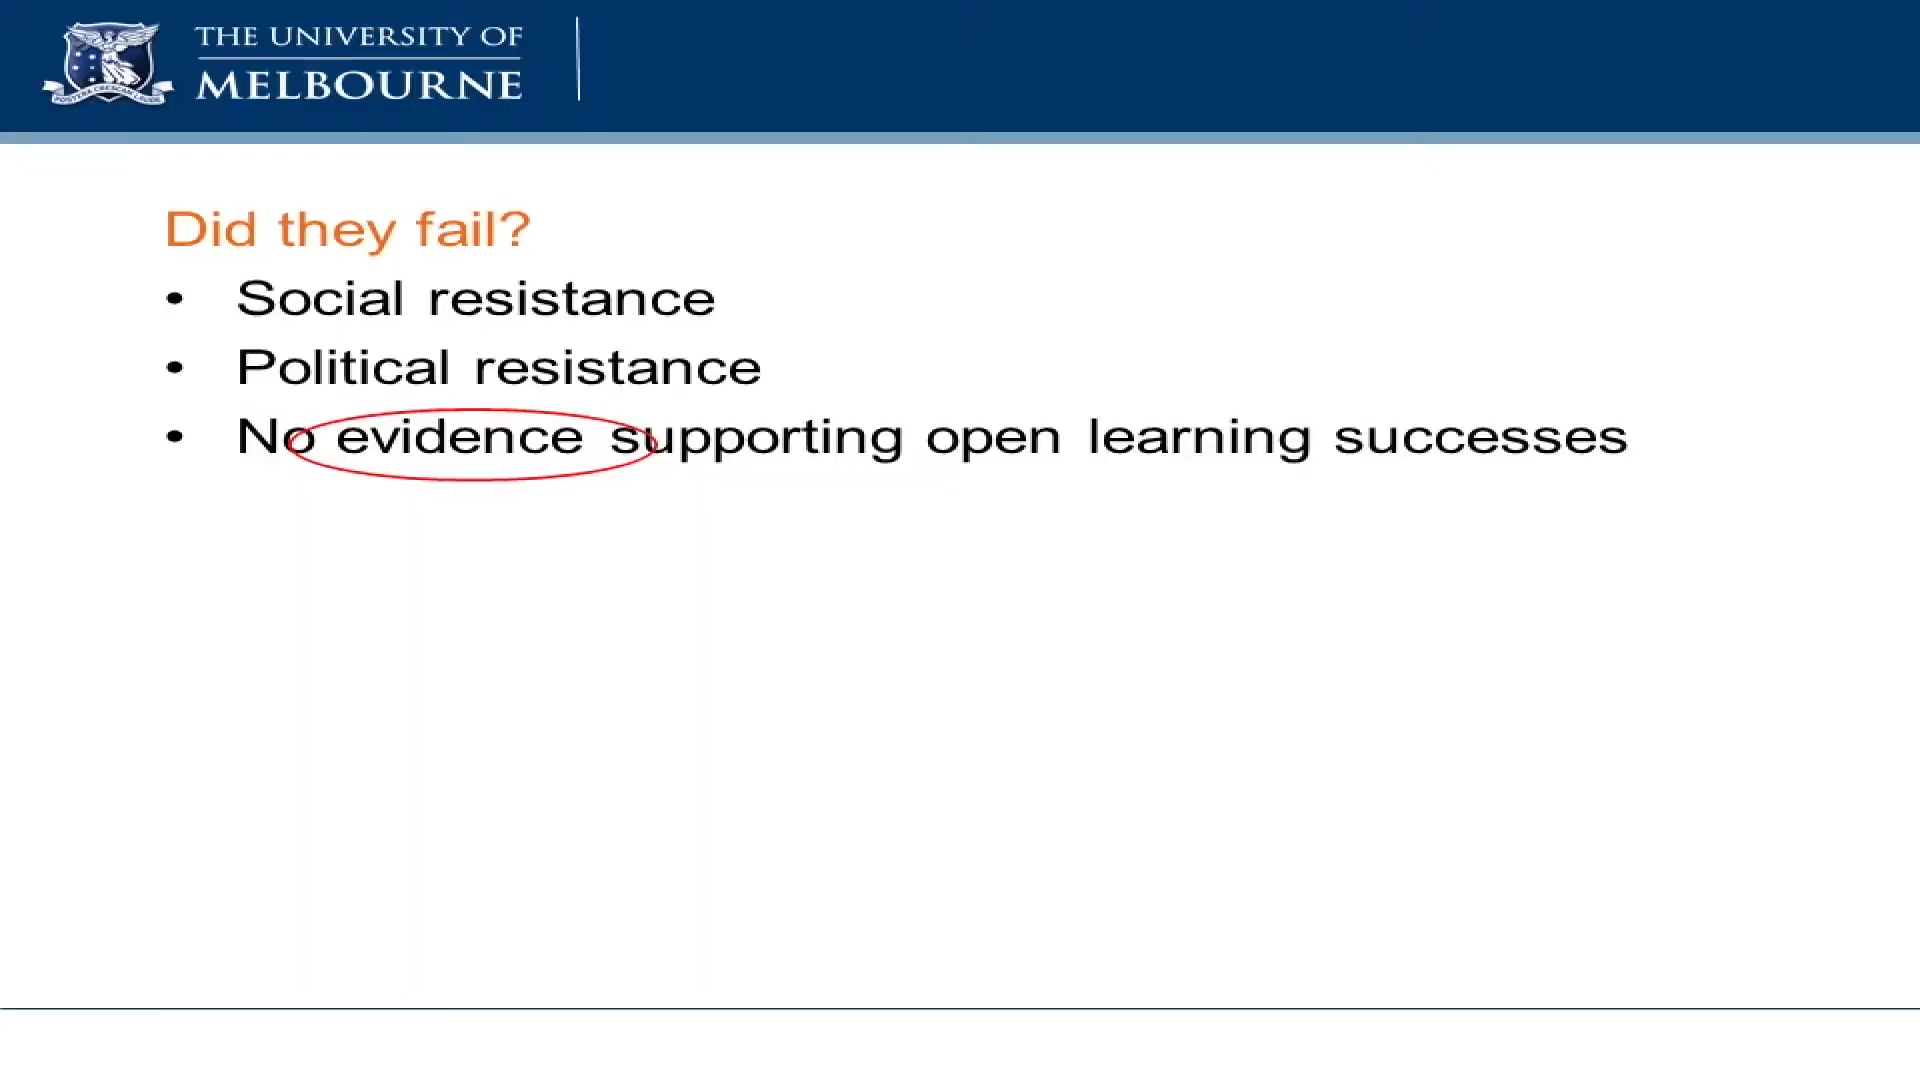 THE UNIVERSITY OF
MELBOURNE
Did they fail?
• Social resistance
• Political resistance
• No evidence supporting open learning successes